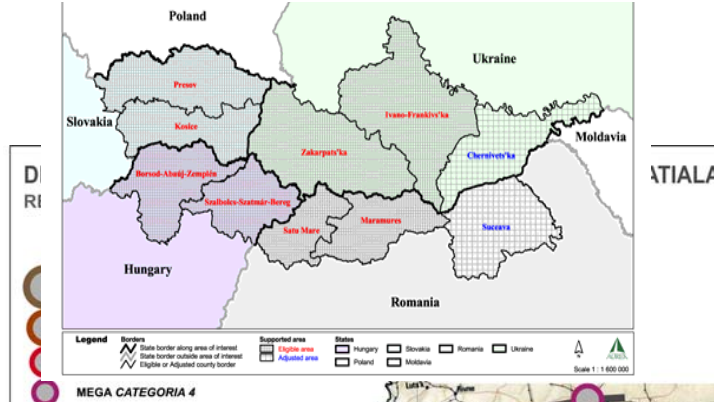 Poland
Ukraine
Presov
Ivano-Frankivs'ka
Slovakia
Kosice
Moldavia
Zakarpats'ka
Chernivets'ka
Borsod-Abaúj-Zemplén
Szalbolcs-Szatmár-Bereg
Satu Mare
Maramures
Suceava
Hungary
Romania
Legend
Borders
State border along area of interest
State border outside area of interest
Eligible or Adjusted county border
Supported area
Eligible area
Adjusted area
States
Hungary
Slovakia
Romania
Ukraine
Poland
Moldavia
N
Scale 1 : 1 600 000
ATIALA
RE
MEGA CATEGORIA 4